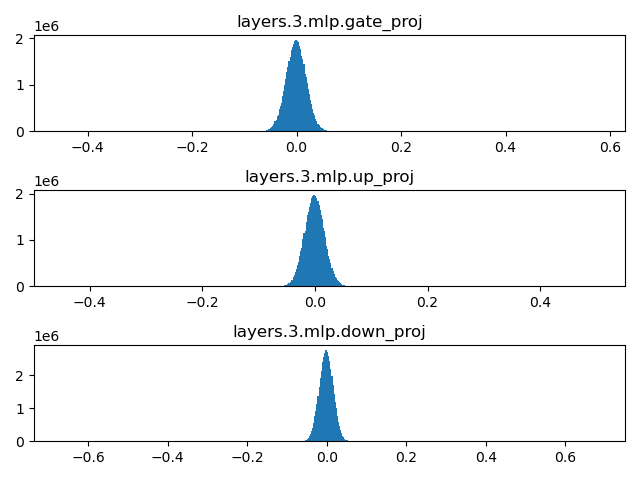 layers.3.mlp.gate_proj
1e6
2
1
0
−0.4 −0.2 0.0 0.2 0.4 0.6
layers.3.mlp.up_proj
1e6
2
1
0
−0.4 −0.2 0.0 0.2 0.4
layers.3.mlp.down_proj
1e6
2
1
0
−0.6 −0.4 −0.2 0.0 0.2 0.4 0.6